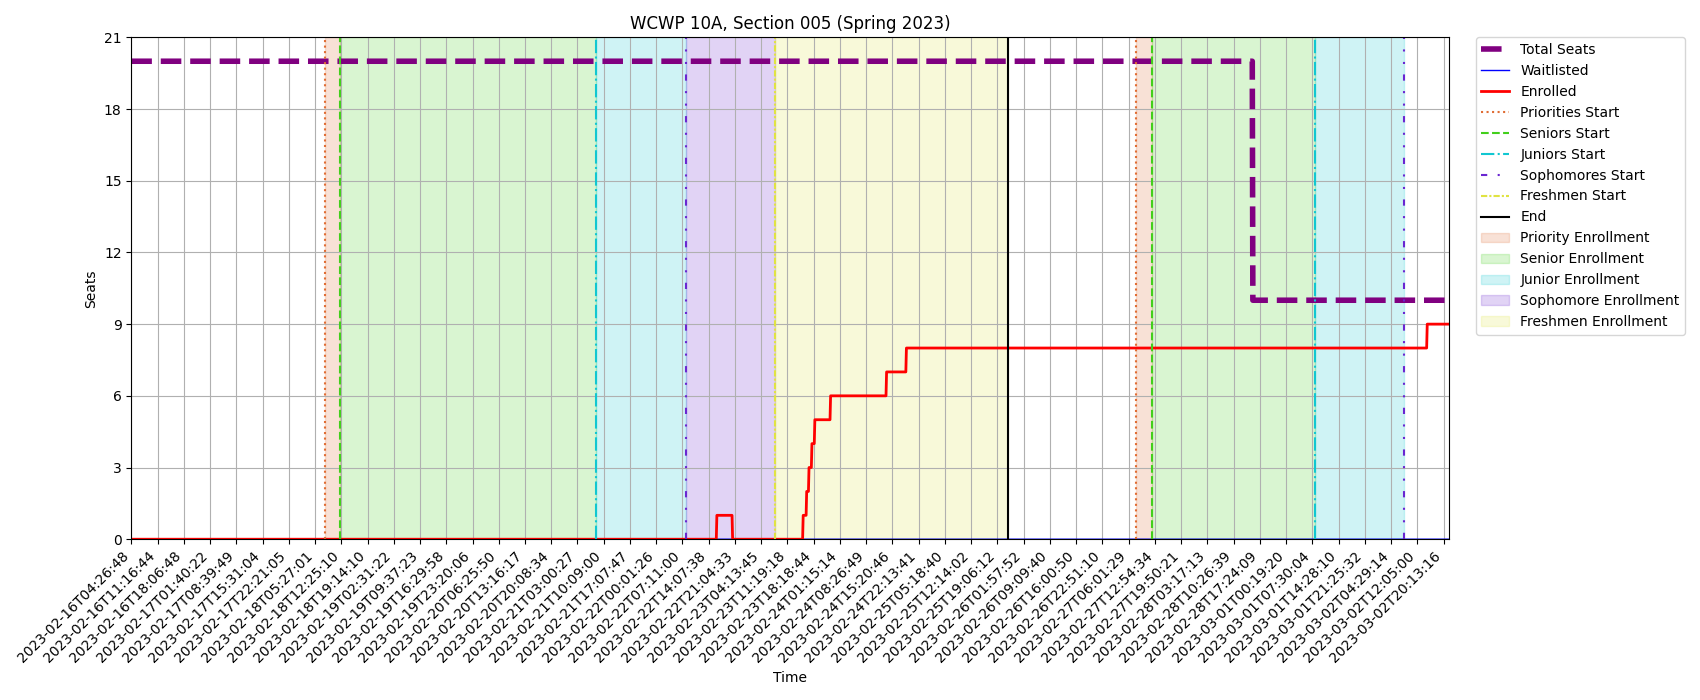 WCWP 10A, Section 005 (Spring 2023)
21
18
15
12
9
6
3
0
Seats
2023-02-16T04:26:48
2023-02-16T11:16:44
2023-02-16T18:06:48
2023-02-17T01:40:22
2023-02-17T08:39:49
2023-02-17T15:31:04
2023-02-17T22:21:05
2023-02-18T05:27:01
2023-02-18T12:25:10
2023-02-18T19:14:10
2023-02-19T02:31:22
2023-02-19T09:37:23
2023-02-19T16:29:58
2023-02-19T23:20:06
2023-02-20T06:25:50
2023-02-20T13:16:17
2023-02-20T20:08:34
2023-02-21T03:00:27
2023-02-21T10:09:00
2023-02-21T17:07:47
2023-02-22T00:01:26
2023-02-22T07:11:00
2023-02-22T14:07:38
2023-02-22T21:04:33
2023-02-23T04:13:45
2023-02-23T11:19:18
2023-02-23T18:18:44
2023-02-24T01:15:14
2023-02-24T08:26:49
2023-02-24T15:20:46
2023-02-24T22:13:41
2023-02-25T05:18:40
2023-02-25T12:14:02
2023-02-25T19:06:12
2023-02-26T01:57:52
2023-02-26T09:09:40
2023-02-26T16:00:50
2023-02-26T22:51:10
2023-02-27T06:01:29
2023-02-27T12:54:34
2023-02-27T19:50:21
2023-02-28T03:17:13
2023-02-28T10:26:39
2023-02-28T17:24:09
2023-03-01T00:19:20
2023-03-01T07:30:04
2023-03-01T14:28:10
2023-03-01T21:25:32
2023-03-02T04:29:14
2023-03-02T12:05:00
2023-03-02T20:13:16
Time
Total Seats
Waitlisted
Enrolled
Priorities Start
Seniors Start
Juniors Start
Sophomores Start
Freshmen Start
End
Priority Enrollment
Senior Enrollment
Junior Enrollment
Sophomore Enrollment
Freshmen Enrollment